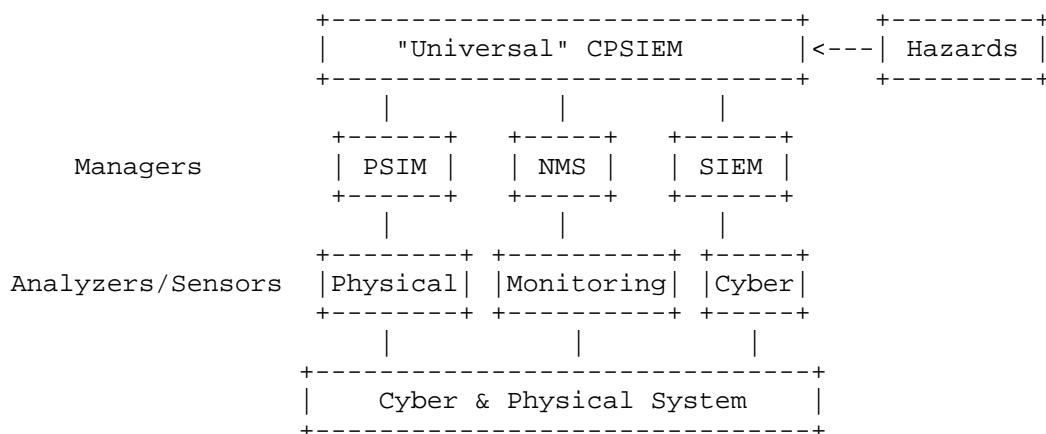 "Universal" CPSIEM <--- Hazards
Managers PSIM NMS SIEM
Analyzers/Sensors Physical Monitoring Cyber
Cyber & Physical System